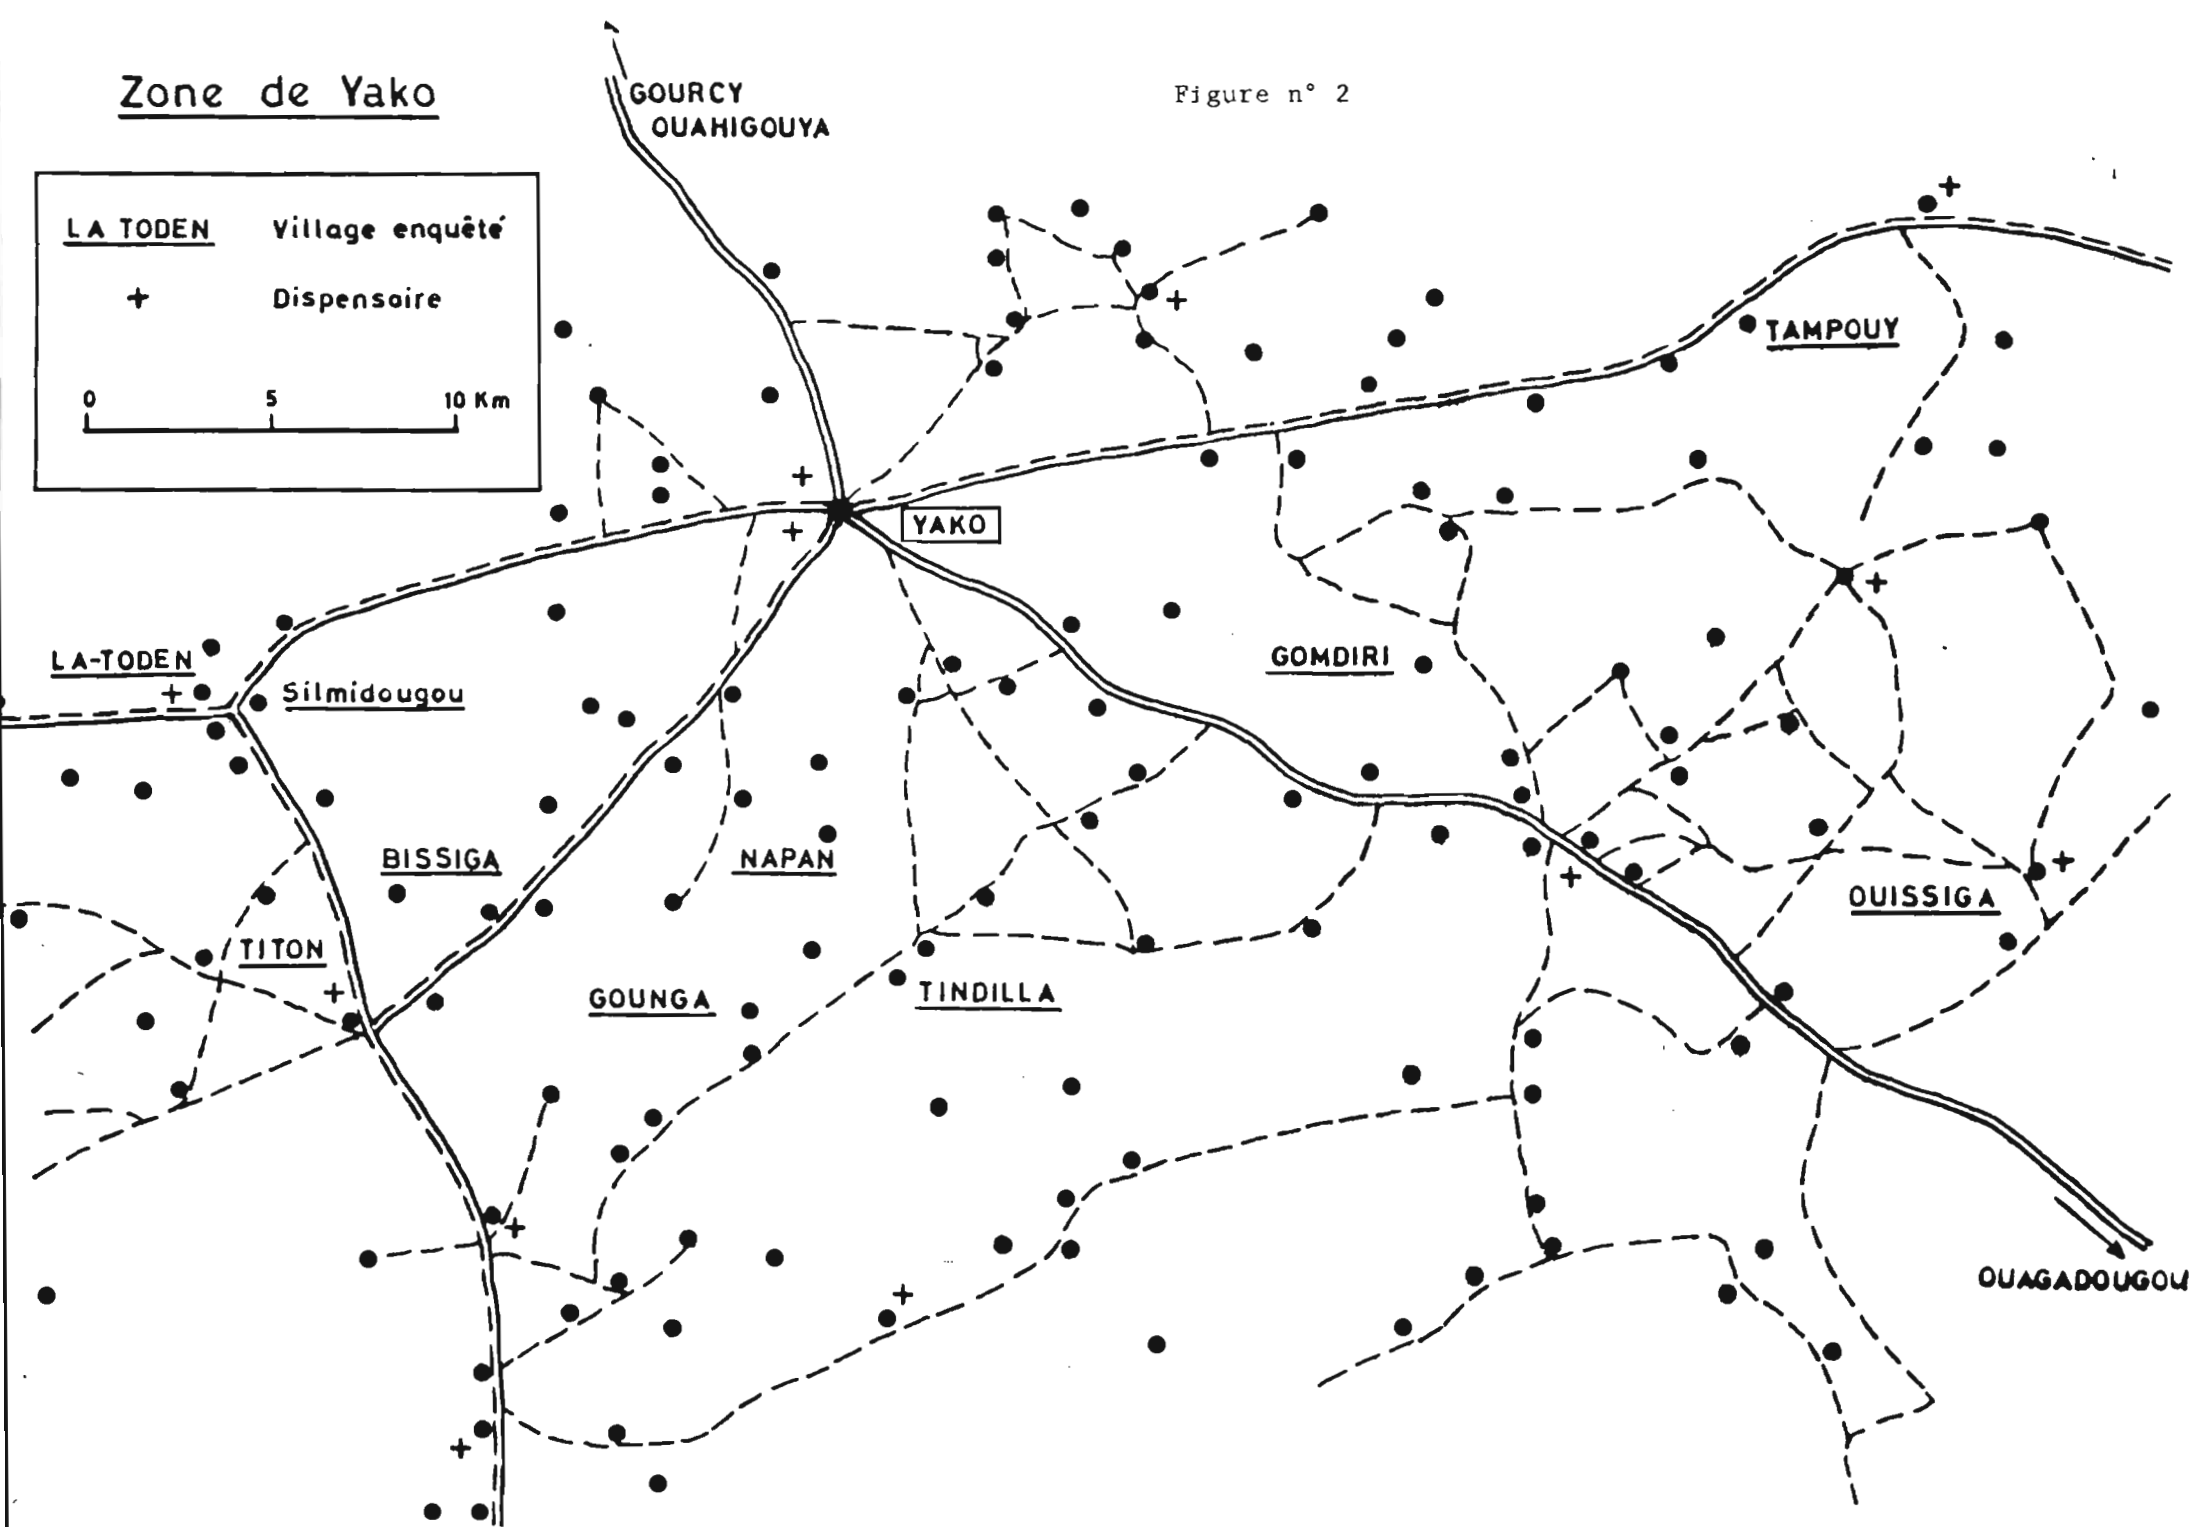 Zone de Yako
GOURCY
OUAHIGOUYA
Figure n° 2
LA TODEN Village enquêté
+ Dispensaire
0 5 10 Km
TAMPOUY
YAKO
LA-TODEN
Silmidougou
GOMDIRI
BISSIGA
NAPAN
OUISSIGA
TITON
GOUNGA
TINDILLA
OUAGADOUGOU